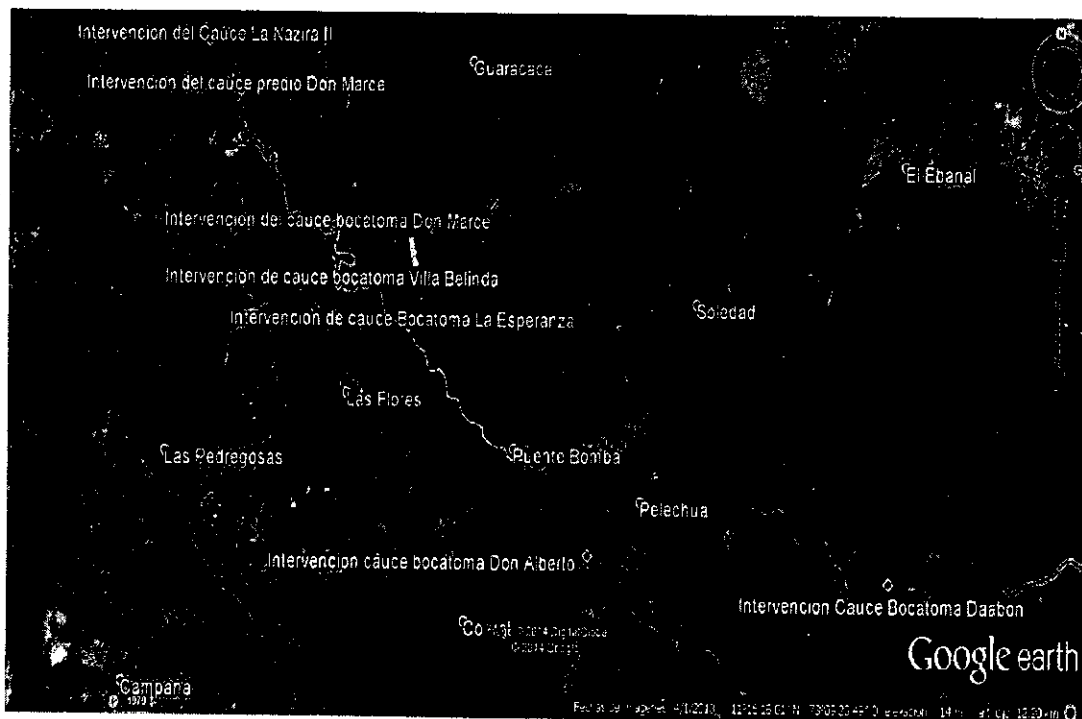 Intervencion del Cauce La Nazira II
Guaracaca
Intervencion del cauce predio Don Marce
El Ebanal
Intervencion del cauce bocatoma Don Marce
Intervencion de cauce bocatoma Villa Belinda
Soledad
Intervencion de cauce Bocatoma La Esperanza
Las Flores
Las Pedregosas
Puente Bomba
Pelechua
Intervencion cauce bocatoma Don Alberto
Intervencion Cauce Bocatoma Daabon
Google earth
Campana
1970